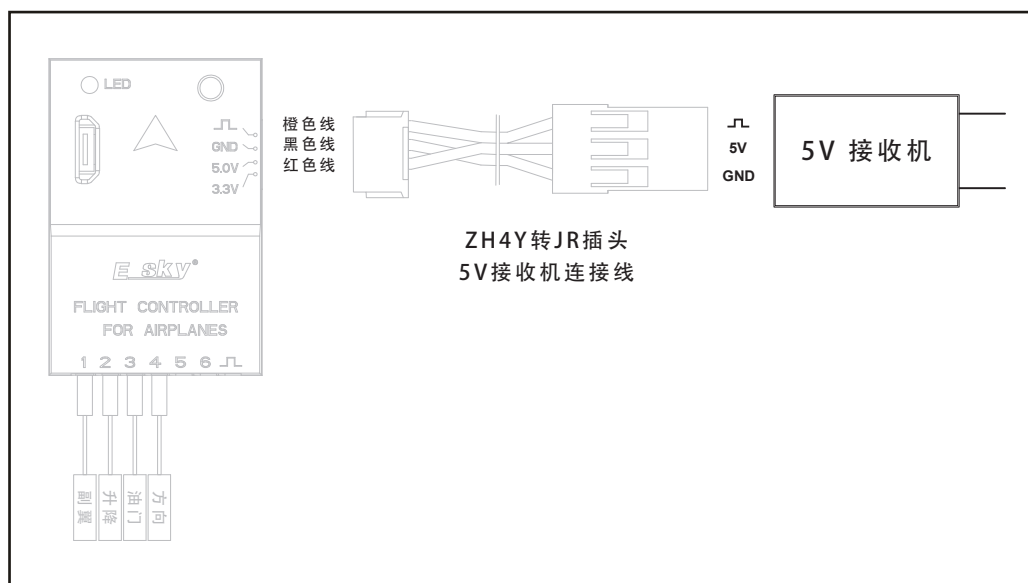 LED
GND
5.0V
3.3V
橙色线
黑色线
红色线
5V
GND
5V 接收机
ZH4Y转JR插头
5V接收机连接线
E_sky®
FLIGHT CONTROLLER
FOR AIRPLANES
1 2 3 4 5 6
副翼
升降
油门
方向